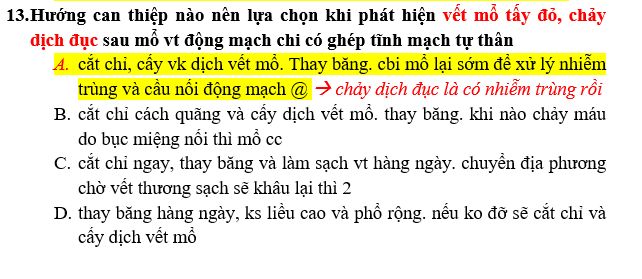 13.Hướng can thiệp nào nên lựa chọn khi phát hiện vết mổ tấy đỏ, chảy
dịch đục sau mổ vt động mạch chi có ghép tĩnh mạch tự thân
A. cắt chỉ, cấy vk dịch vết mổ. Thay băng. cbi mổ lại sớm để xử lý nhiễm
trùng và cầu nối động mạch @ → chảy dịch đục là có nhiễm trùng rồi
B. cắt chỉ cách quãng và cấy dịch vết mổ. thay băng. khi nào chảy máu
do bục miệng nối thì mổ cc
C. cắt chỉ ngay, thay băng và làm sạch vt hàng ngày. chuyển địa phương
chờ vết thương sạch sẽ khâu lại thì 2
D. thay băng hàng ngày, ks liều cao và phổ rộng. nếu ko đỡ sẽ cắt chỉ và
cấy dịch vết mổ